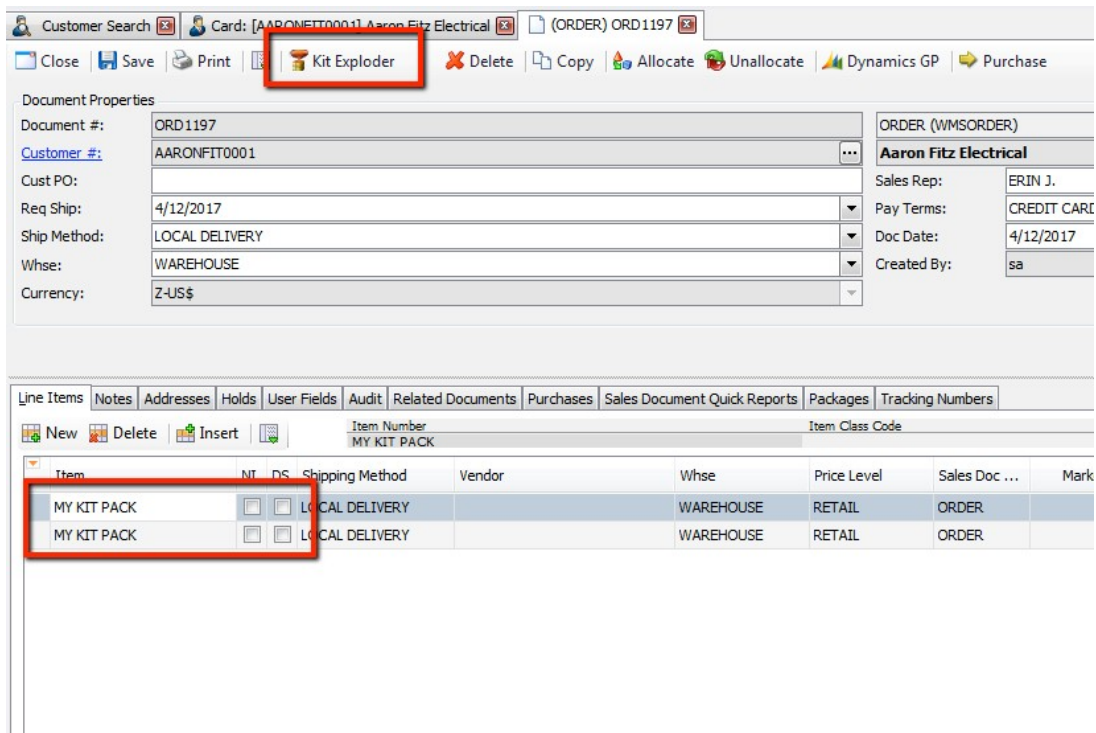 Customer Search Card: [AARONFIT0001] Aaron Fitz Electrical (ORDER) ORD1197
Close Save Print Kit Exploder Delete Copy Allocate Unallocate Dynamics GP Purchase
Document Properties
Document #: ORD1197 ORDER (WMSORDER)
Customer #: AARONFIT0001 ... Aaron Fitz Electrical
Cust PO: Sales Rep: ERIN J.
Req Ship: 4/12/2017 Pay Terms: CREDIT CARD
Ship Method: LOCAL DELIVERY Doc Date: 4/12/2017
Whse: WAREHOUSE Created By: sa
Currency: Z-US$
Line Items Notes Addresses Holds User Fields Audit Related Documents Purchases Sales Document Quick Reports Packages Tracking Numbers
New Delete Insert Item Number Item Class Code
MY KIT PACK
Item NI DS Shipping Method Vendor Whse Price Level Sales Doc ... Mark
MY KIT PACK LOCAL DELIVERY WAREHOUSE RETAIL ORDER
MY KIT PACK LOCAL DELIVERY WAREHOUSE RETAIL ORDER